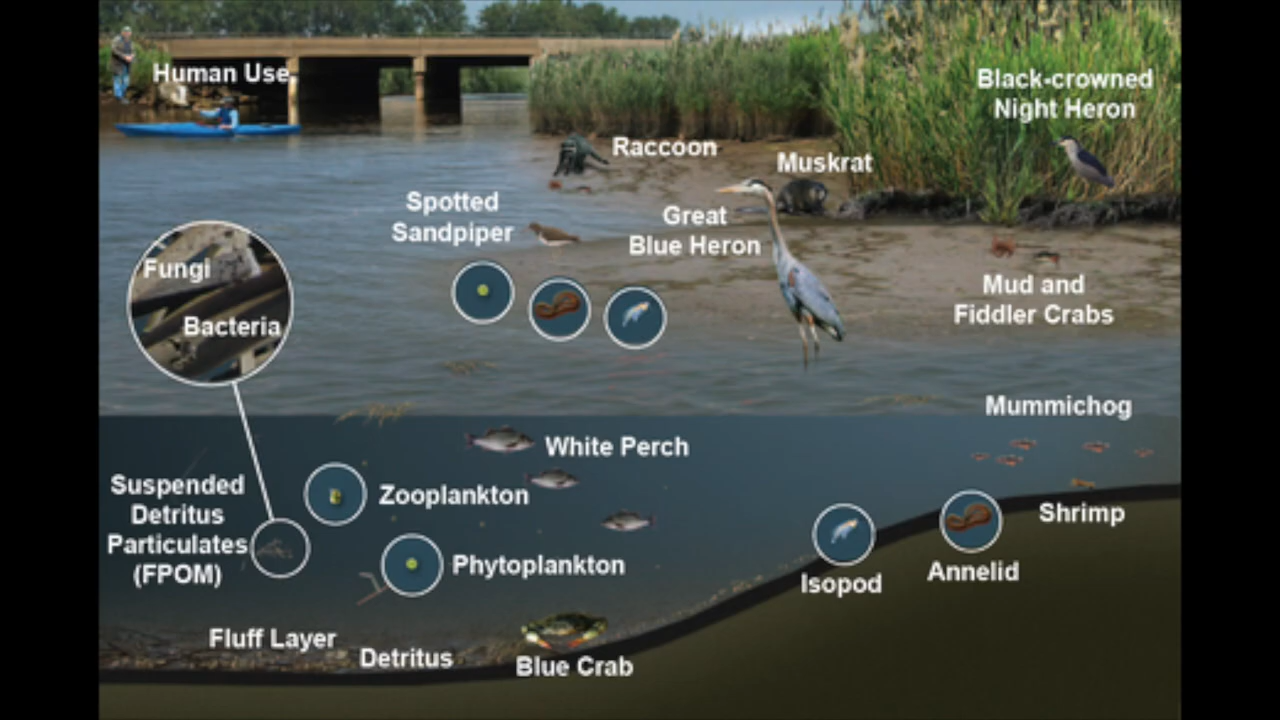 Human Use
Black-crowned
Night Heron
Raccoon
Muskrat
Spotted
Sandpiper
Great
Blue Heron
Fungi
Bacteria
Mud and
Fiddler Crabs
Mummichog
White Perch
Suspended
Detritus
Particulates
(FPOM)
Zooplankton
Shrimp
Phytoplankton
Isopod
Annelid
Fluff Layer
Detritus
Blue Crab